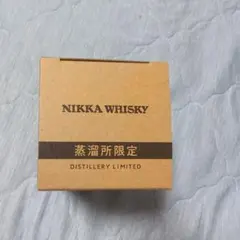 NIKKA WHISKY
蒸溜所限定
DISTILLERY LIMITED